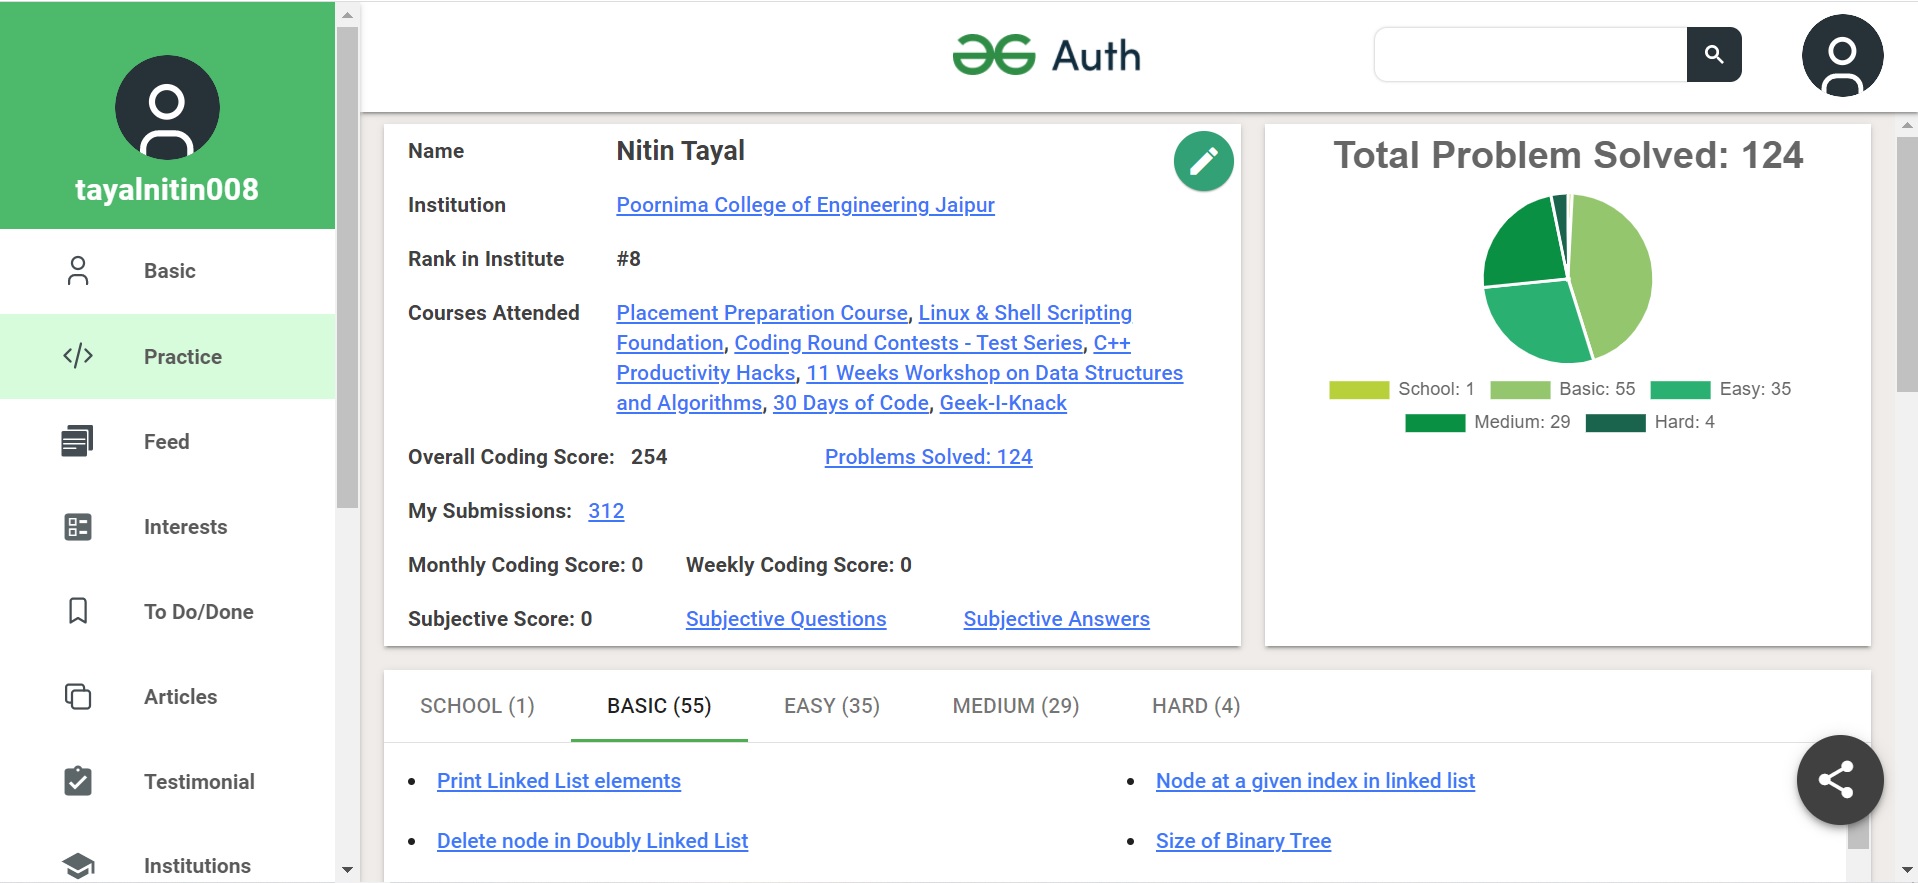 tayalnitin008
Basic
Practice
Feed
Interests
To Do/Done
Articles
Testimonial
Institutions
Auth
Name Nitin Tayal
Institution Poornima College of Engineering Jaipur
Rank in Institute #8
Courses Attended Placement Preparation Course, Linux & Shell Scripting
Foundation, Coding Round Contests - Test Series, C++
Productivity Hacks, 11 Weeks Workshop on Data Structures
and Algorithms, 30 Days of Code, Geek-I-Knack
Overall Coding Score: 254 Problems Solved: 124
My Submissions: 312
Monthly Coding Score: 0 Weekly Coding Score: 0
Subjective Score: 0 Subjective Questions Subjective Answers
Total Problem Solved: 124
School: 1 Basic: 55 Easy: 35
Medium: 29 Hard: 4
SCHOOL (1) BASIC (55) EASY (35) MEDIUM (29) HARD (4)
Print Linked List elements Node at a given index in linked list
Delete node in Doubly Linked List Size of Binary Tree